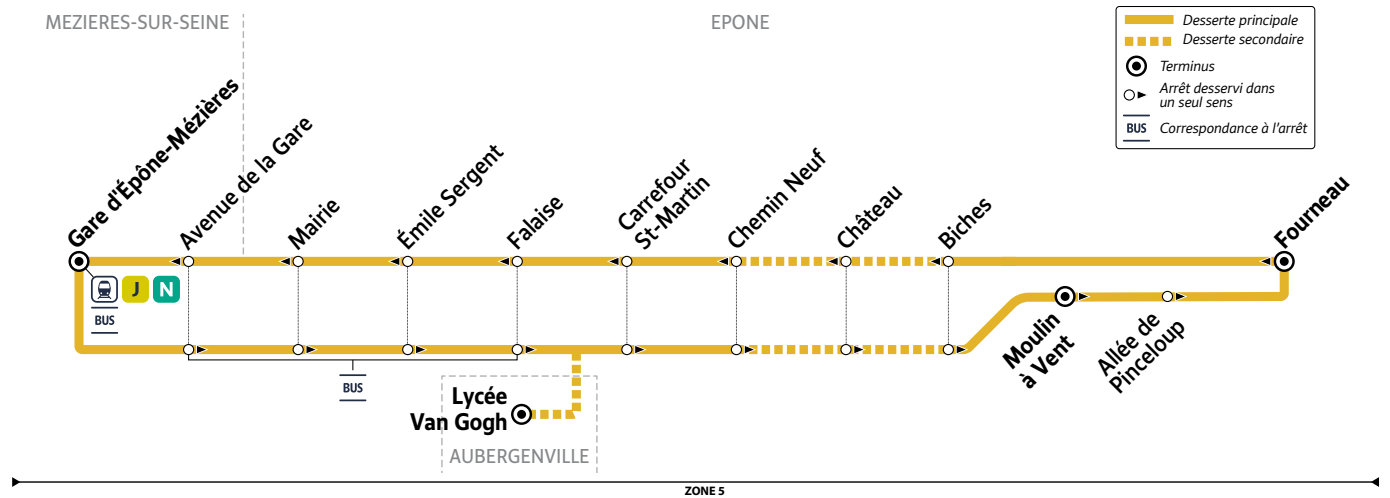 MEZIERES-SUR-SEINE
EPONE
Desserte principale
Desserte secondaire
Terminus
Arrêt desservi dans
un seul sens
BUS
Correspondance à l'arrêt
Gare d'Épône-Mézières
Avenue de la Gare
Mairie
Émile Sergent
Falaise
Carrefour
St-Martin
Chemin Neuf
Château
Biches
Fourneau
J
N
BUS
Moulin
à Vent
Allée de
Pinceloup
BUS
Lycée
Van Gogh
AUBERGENVILLE
ZONE 5